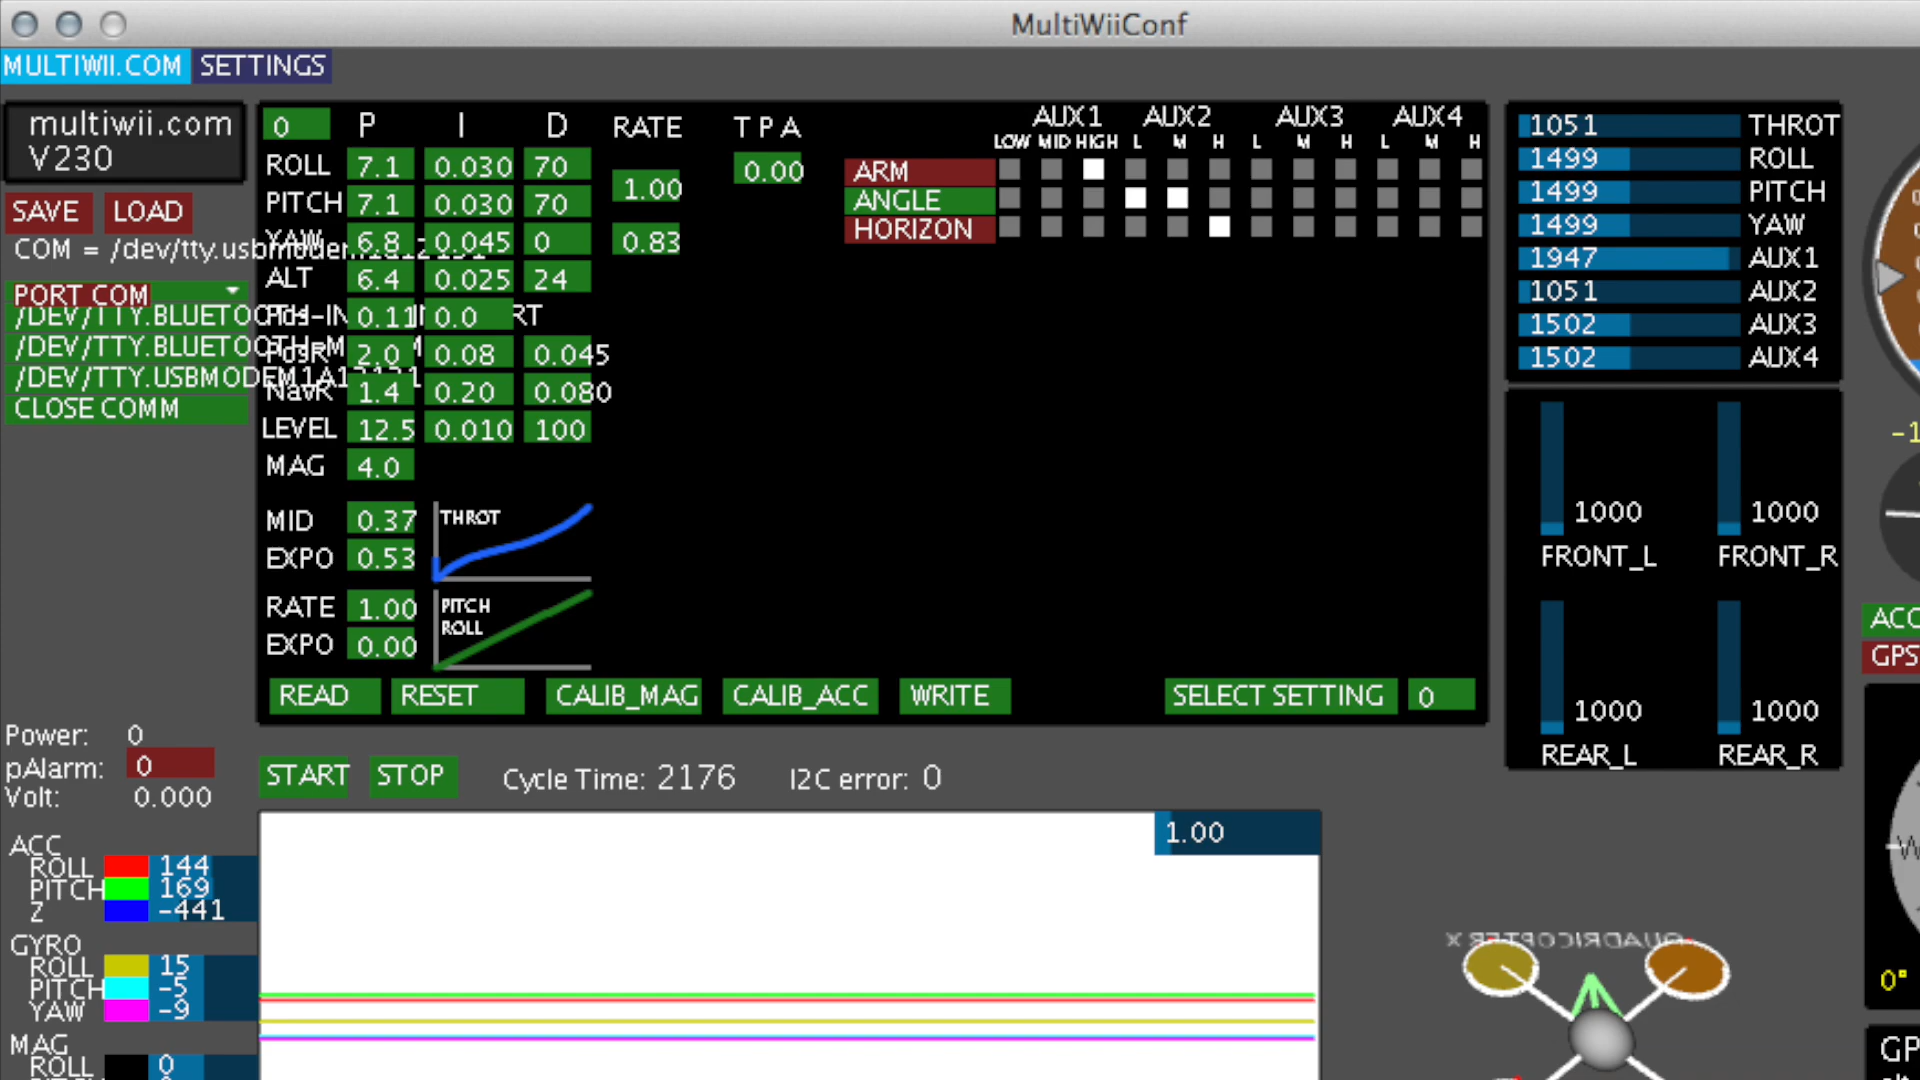 MultiWiiConf
MULTIWII.COM SETTINGS
multiwii.com
V230
SAVE LOAD
COM = /dev/tty.usbmodem
PORT COM
/DEV/TTY.BLUETOOTH-IN
/DEV/TTY.BLUETOOTH-M
/DEV/TTY.USBMODEM1A12131
CLOSE COMM
0 P I D RATE T P A
ROLL 7.1 0.030 70
1.00 0.00
PITCH 7.1 0.030 70
YAW 6.8 0.045 0 0.83
ALT 6.4 0.025 24
Pos 0.11 0.0
PosR 2.0 0.08 0.045
NavR 1.4 0.20 0.080
LEVEL 12.5 0.010 100
MAG 4.0
MID 0.37 THROT
EXPO 0.53
RATE 1.00 PITCH
ROLL
EXPO 0.00
AUX1 AUX2 AUX3 AUX4
LOW MID HIGH L M H L M H L M H
ARM
ANGLE
HORIZON
READ RESET CALIB_MAG CALIB_ACC WRITE SELECT SETTING 0
1051 THROT
1499 ROLL
1499 PITCH
1499 YAW
1947 AUX1
1051 AUX2
1502 AUX3
1502 AUX4
1000 1000
FRONT_L FRONT_R
1000 1000
REAR_L REAR_R
-1
ACC
GPS
Power: 0
pAlarm: 0
Volt: 0.000
START STOP Cycle Time: 2176 I2C error: 0
1.00
ACC
ROLL 144
PITCH 169
Z -441
GYRO
ROLL 15
PITCH -5
YAW -9
MAG
ROLL 0
QUADRICOPTER X
W
0°
GP